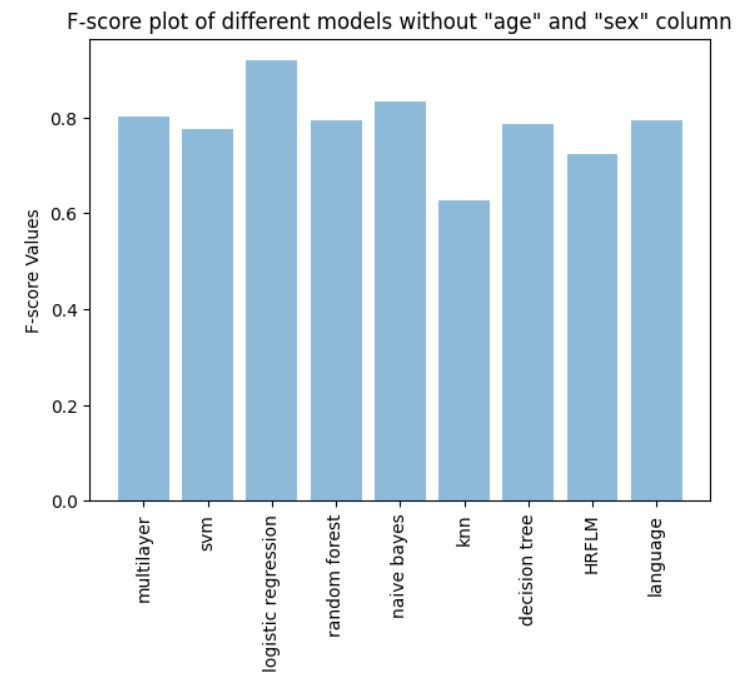 F-score plot of different models without "age" and "sex" column
F-score Values
0.8
0.6
0.4
0.2
0.0
multilayer
svm
logistic regression
random forest
naive bayes
knn
decision tree
HRFLM
language